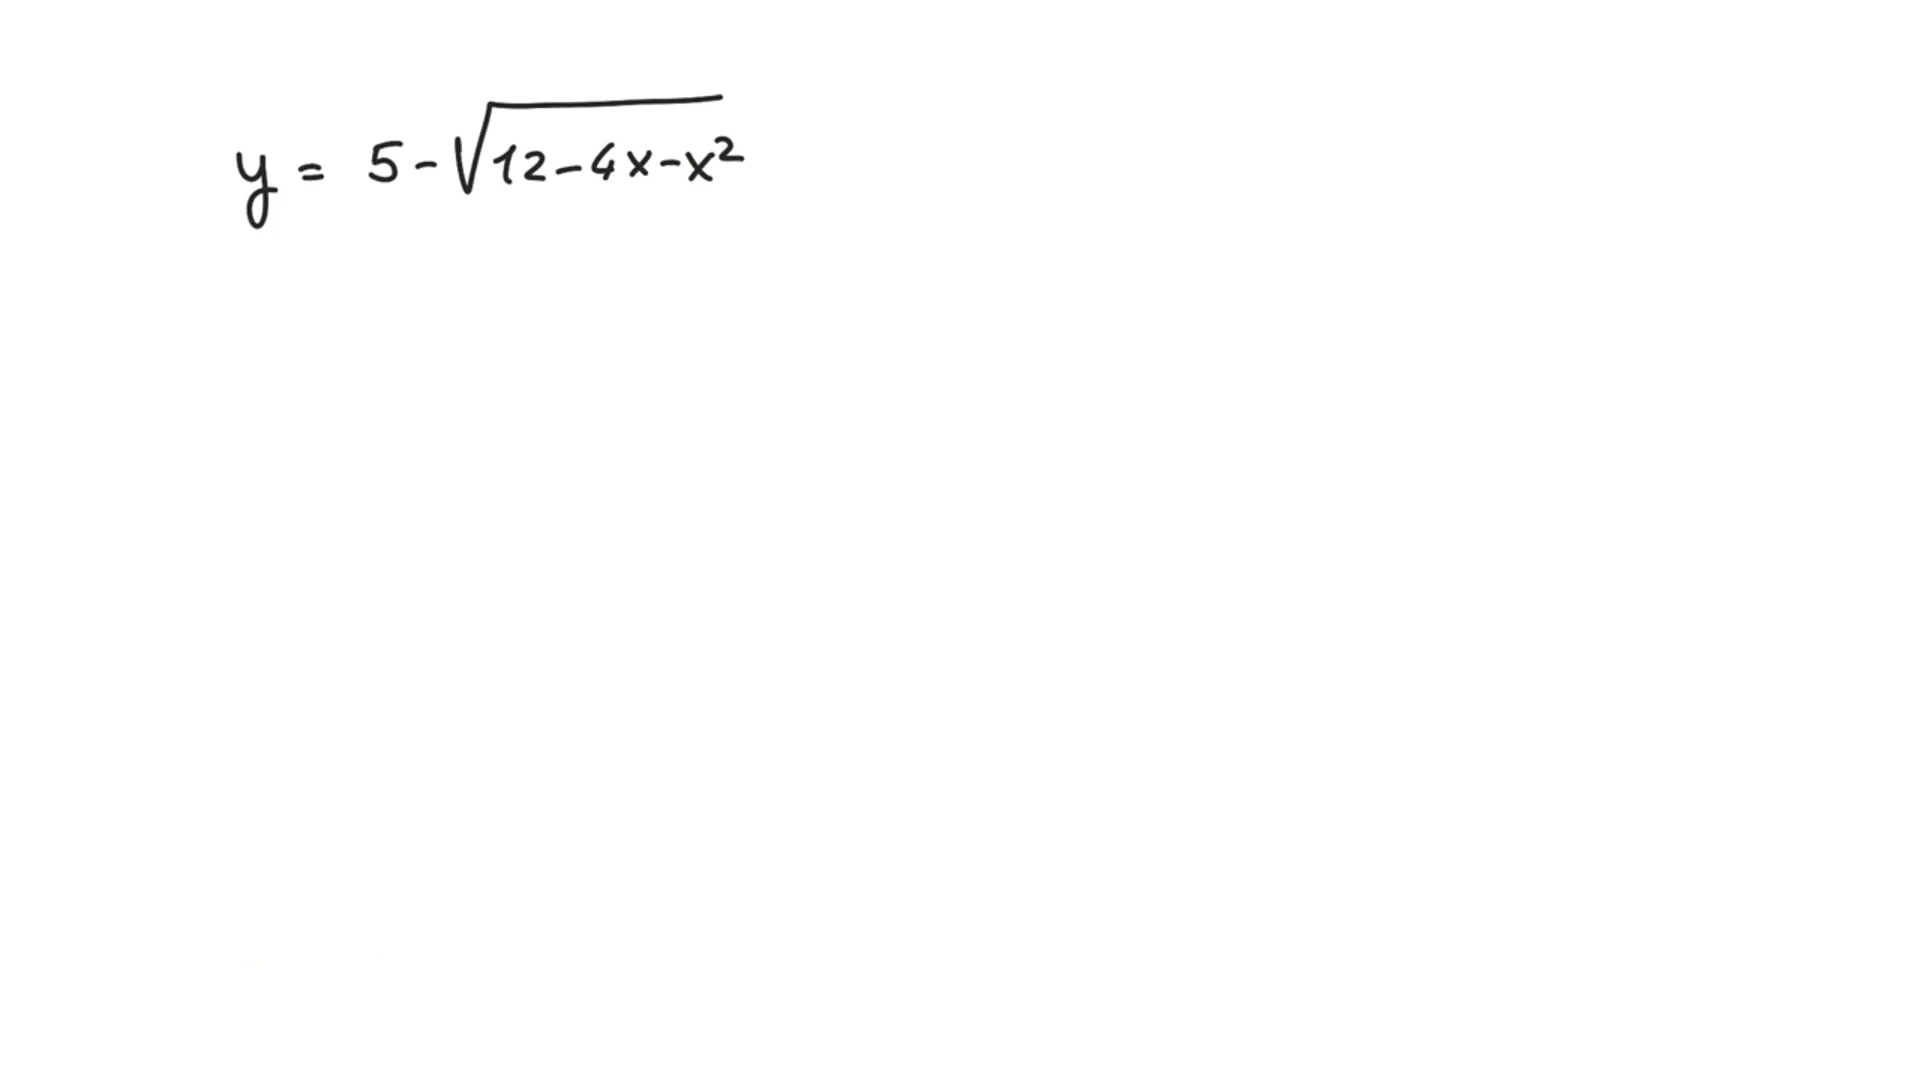 y = 5 - √12 - 4x - x²